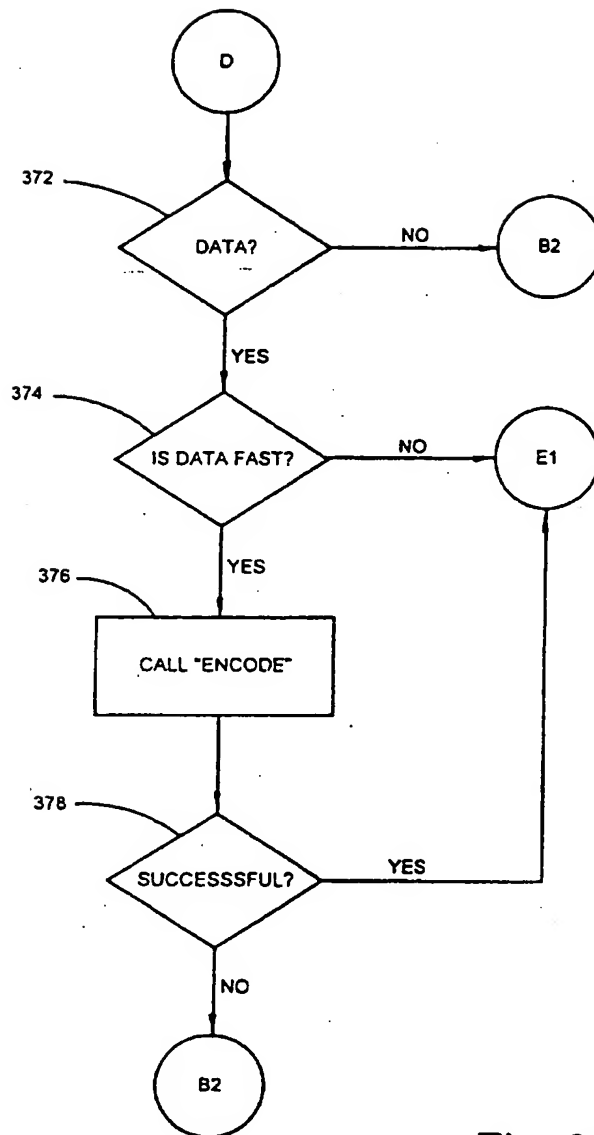 D
372
DATA?
NO
B2
YES
374
IS DATA FAST?
NO
E1
YES
376
CALL "ENCODE"
378
SUCCESSSFUL?
YES
NO
B2